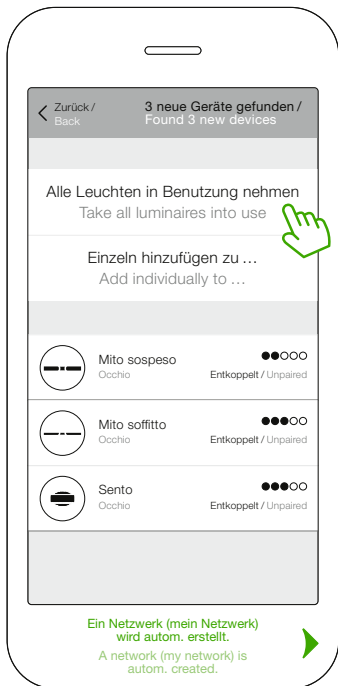 Zurück /
Back
3 neue Geräte gefunden /
Found 3 new devices
Alle Leuchten in Benutzung nehmen
Take all luminaires into use
Einzeln hinzufügen zu ...
Add individually to ...
Mito sospeso
Occhio
Entkoppelt / Unpaired
Mito soffitto
Occhio
Entkoppelt / Unpaired
Sento
Occhio
Entkoppelt / Unpaired
Ein Netzwerk (mein Netzwerk)
wird autom. erstellt.
A network (my network) is
autom. created.